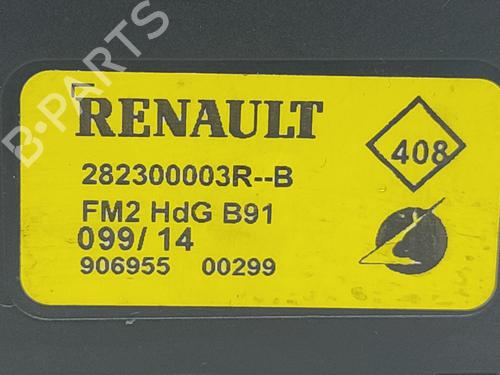 B-PARTS
RENAULT
408
282300003R--B
FM2 HdG B91
099/14
906955 00299